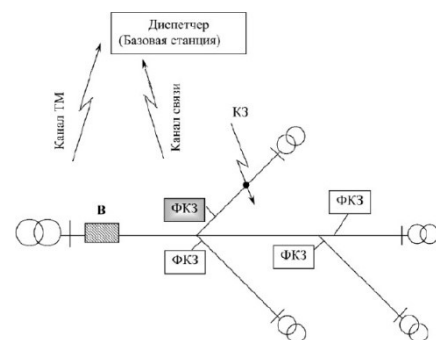 Диспетчер
(Базовая станция)
Канал ТМ
Канал связи
КЗ
В
ФКЗ
ФКЗ
ФКЗ
ФКЗ